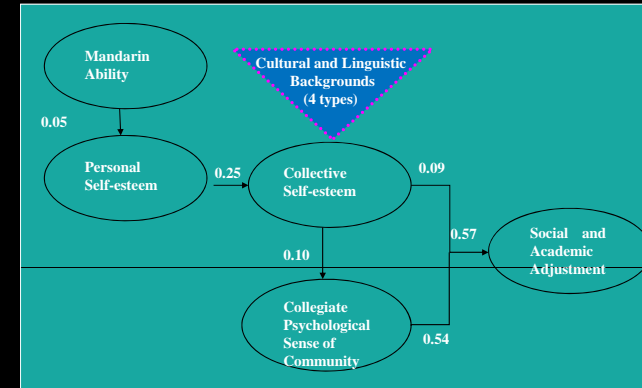 Mandarin
Ability
Cultural and Linguistic
Backgrounds
(4 types)
0.05
Personal
Self-esteem
0.25
Collective
Self-esteem
0.09
0.57
Social and
Academic
Adjustment
0.10
Collegiate
Psychological
Sense of
Community
0.54